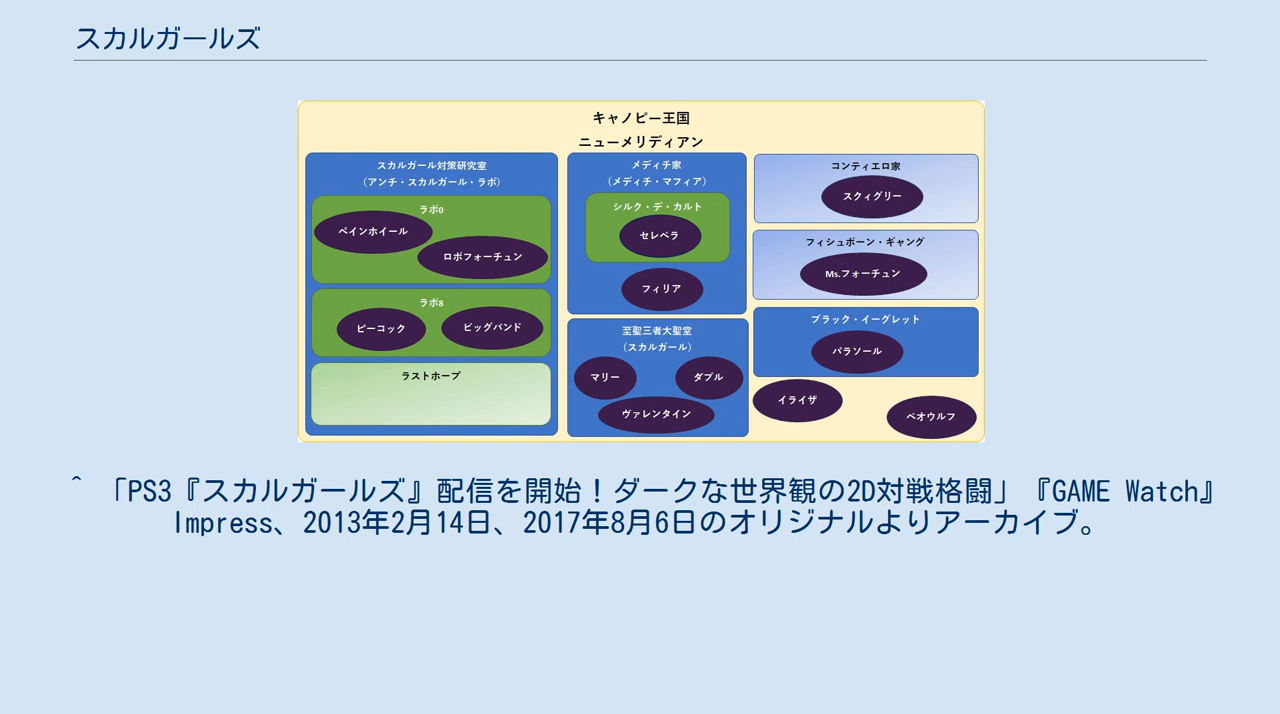 スカルガールズ
キャノピー王国
ニューメリディアン
スカルガール対策研究室
（アンチ・スカルガール・ラボ）
ラボ0
ペインホイール
ロボフォーチュン
ラボ8
ピーコック
ビッグバンド
ラストホープ
メディチ家
（メディチ・マフィア）
シルク・デ・カルト
セレベラ
フィリア
至聖三者大聖堂
（スカルガール）
マリー
ダブル
ヴァレンタイン
コンティエロ家
スクィグリー
フィシュボーン・ギャング
Ms.フォーチュン
ブラック・イーグレット
パラソール
イライザ
ベオウルフ
^ 「PS3『スカルガールズ』配信を開始！ダークな世界観の2D対戦格闘」『GAME Watch』
Impress、2013年2月14日、2017年8月6日のオリジナルよりアーカイブ。